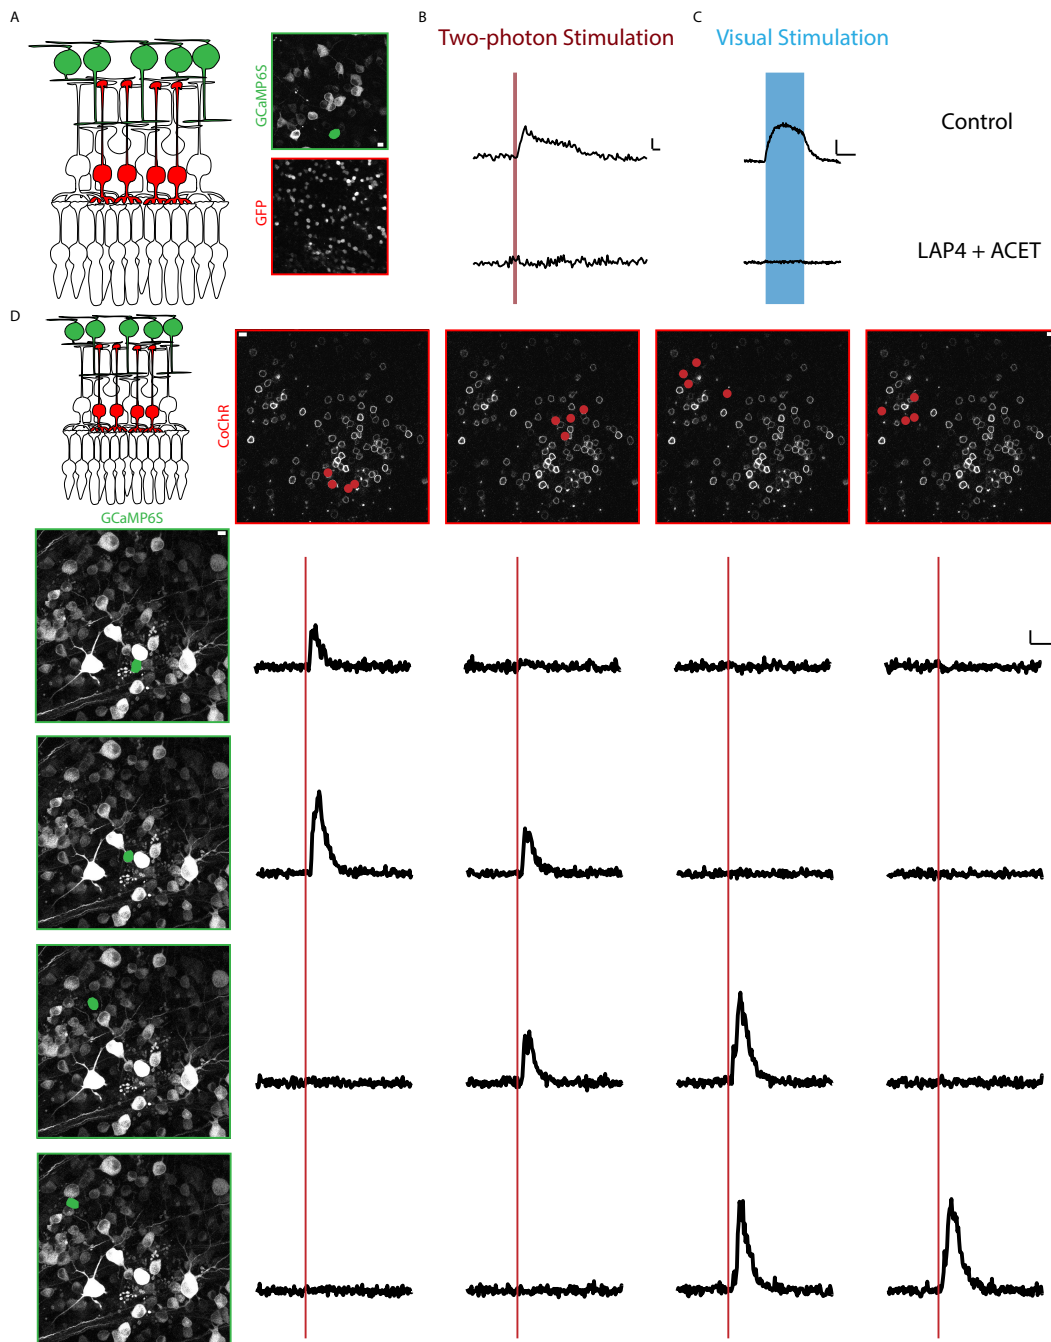 A
B
C
Two-photon Stimulation
Visual Stimulation
GCaMP6S
GFP
Control
LAP4 + ACET
D
CoChR
GCaMP6S